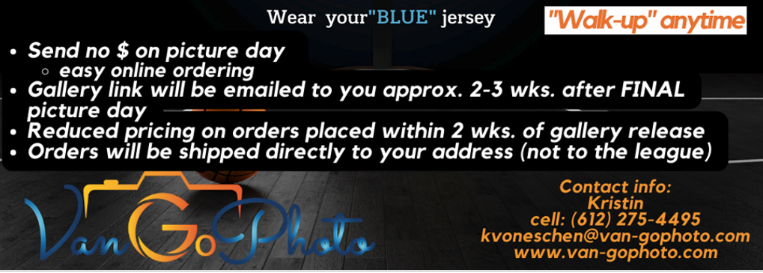 Wear your"BLUE" jersey
"Walk-up" anytime
• Send no $ on picture day
◦ easy online ordering
• Gallery link will be emailed to you approx. 2-3 wks. after FINAL
picture day
• Reduced pricing on orders placed within 2 wks. of gallery release
• Orders will be shipped directly to your address (not to the league)
VanGoPhoto
Contact info:
Kristin
cell: (612) 275-4495
kvoneschen@van-gophoto.com
www.van-gophoto.com